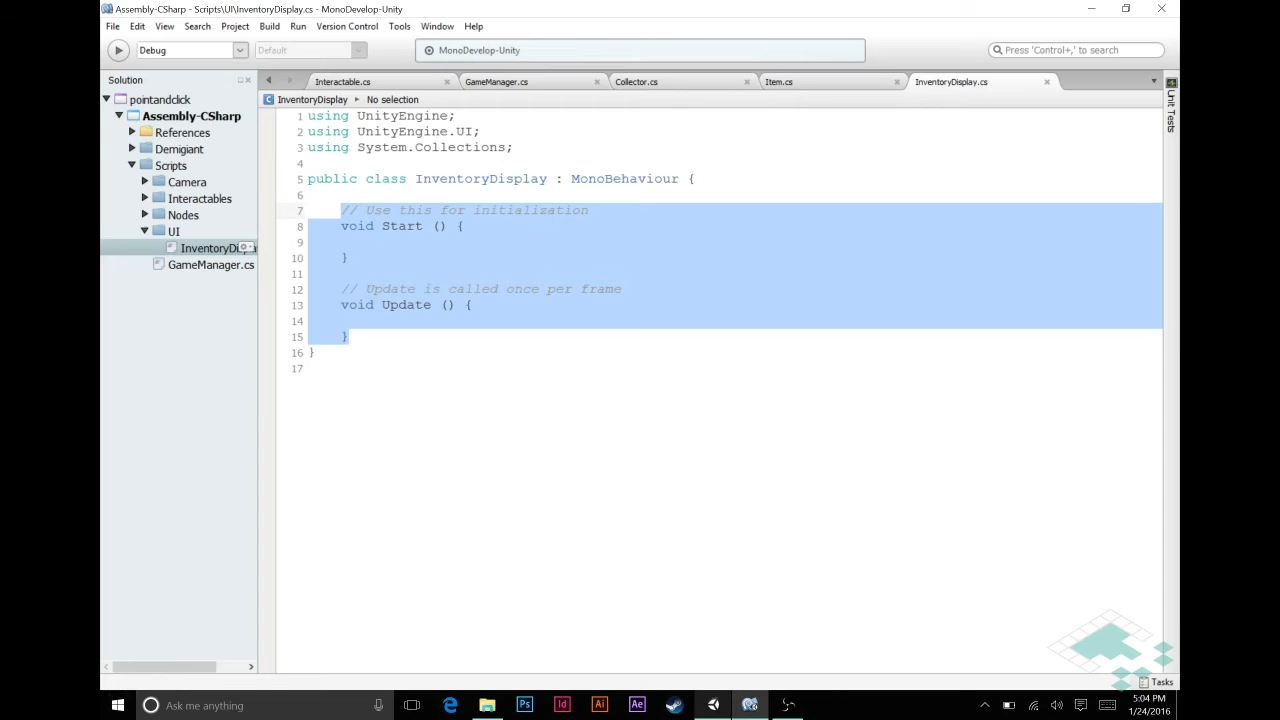 Assembly-CSharp - Scripts\UI\InventoryDisplay.cs - MonoDevelop-Unity
File Edit View Search Project Build Run Version Control Tools Window Help
Debug Default MonoDevelop-Unity Press 'Control+,' to search
Solution
Interactable.cs GameManager.cs Collector.cs Item.cs InventoryDisplay.cs
InventoryDisplay No selection
pointandclick
Assembly-CSharp
References
Demigiant
Scripts
Camera
Interactables
Nodes
UI
InventoryDi
GameManager.cs
1 using UnityEngine;
2 using UnityEngine.UI;
3 using System.Collections;
4
5 public class InventoryDisplay : MonoBehaviour {
6
7 // Use this for initialization
8 void Start () {
9
10 }
11
12 // Update is called once per frame
13 void Update () {
14
15 }
16 }
17
Unit Tests
Tasks
Ask me anything
Ps Id Ai Ae
5:04 PM
1/24/2016